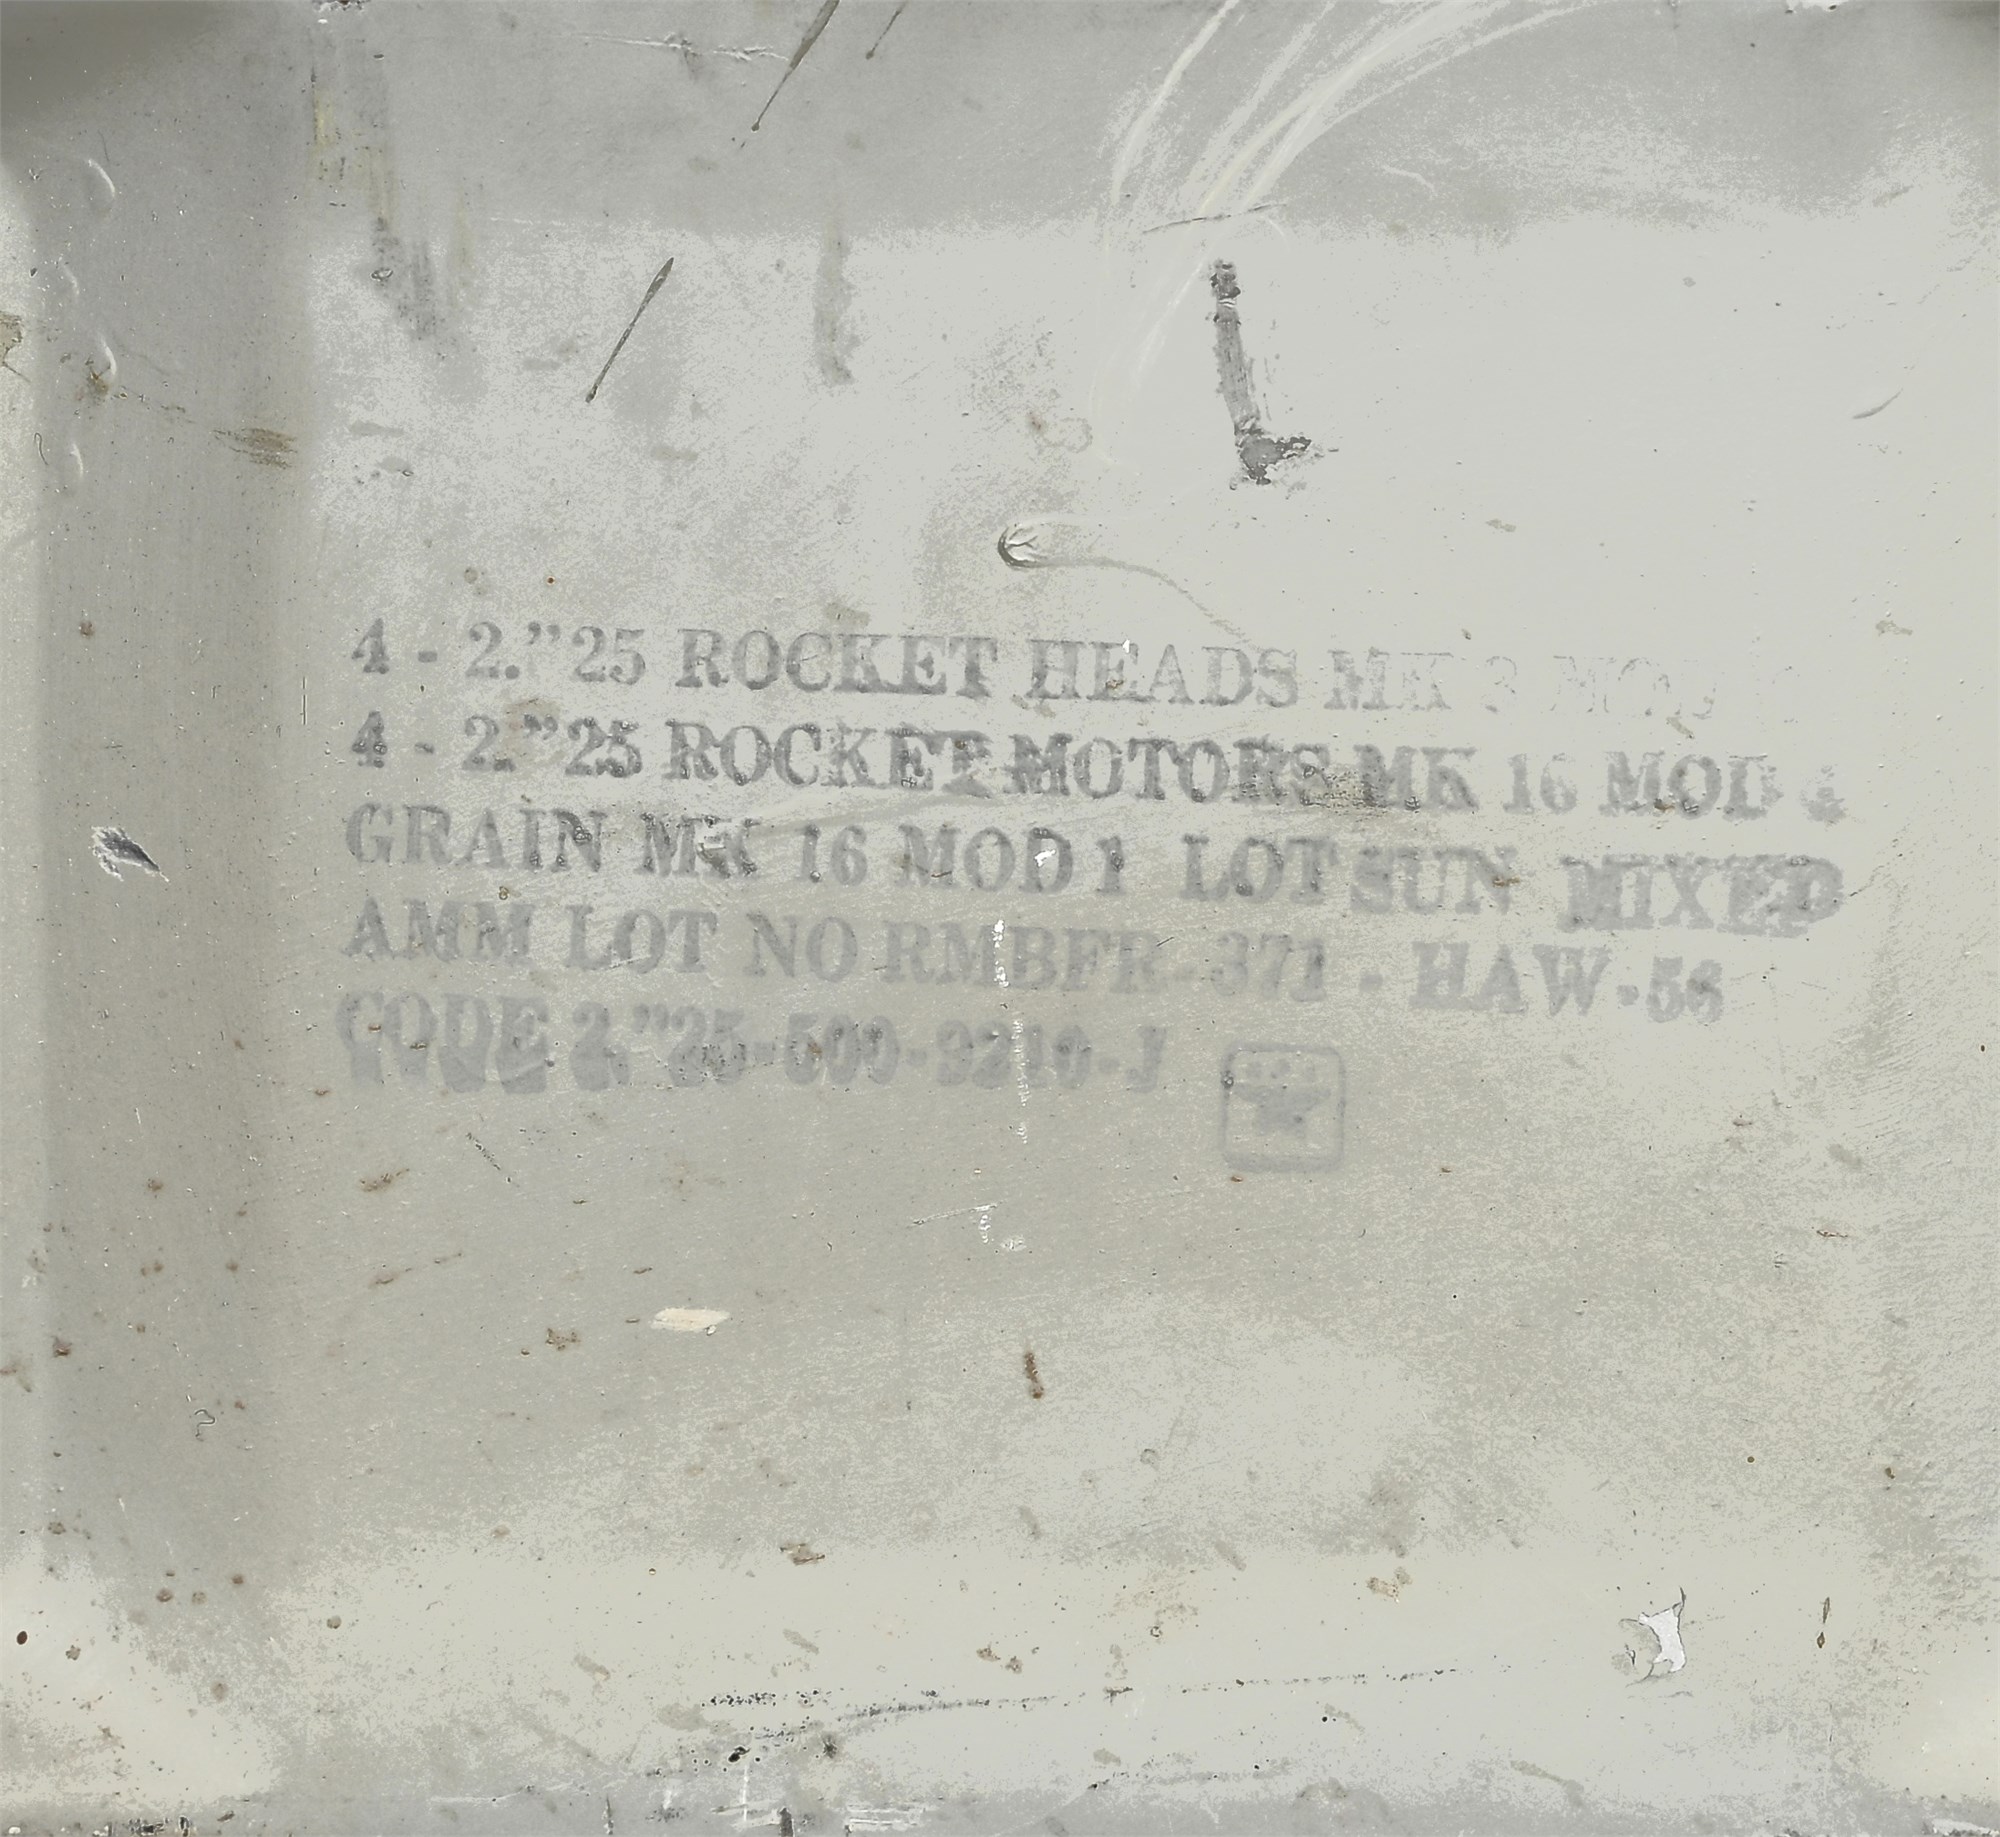 4 - 2.”25 ROCKET HEADS MK 3 MOD
4 - 2.”25 ROCKET MOTORS MK 16 MOD
GRAIN MK 16 MOD 1 LOT SUN MIXED
AMM LOT NO RMBFR-371 - HAW-56
CODE 2.”25-500-9210-J